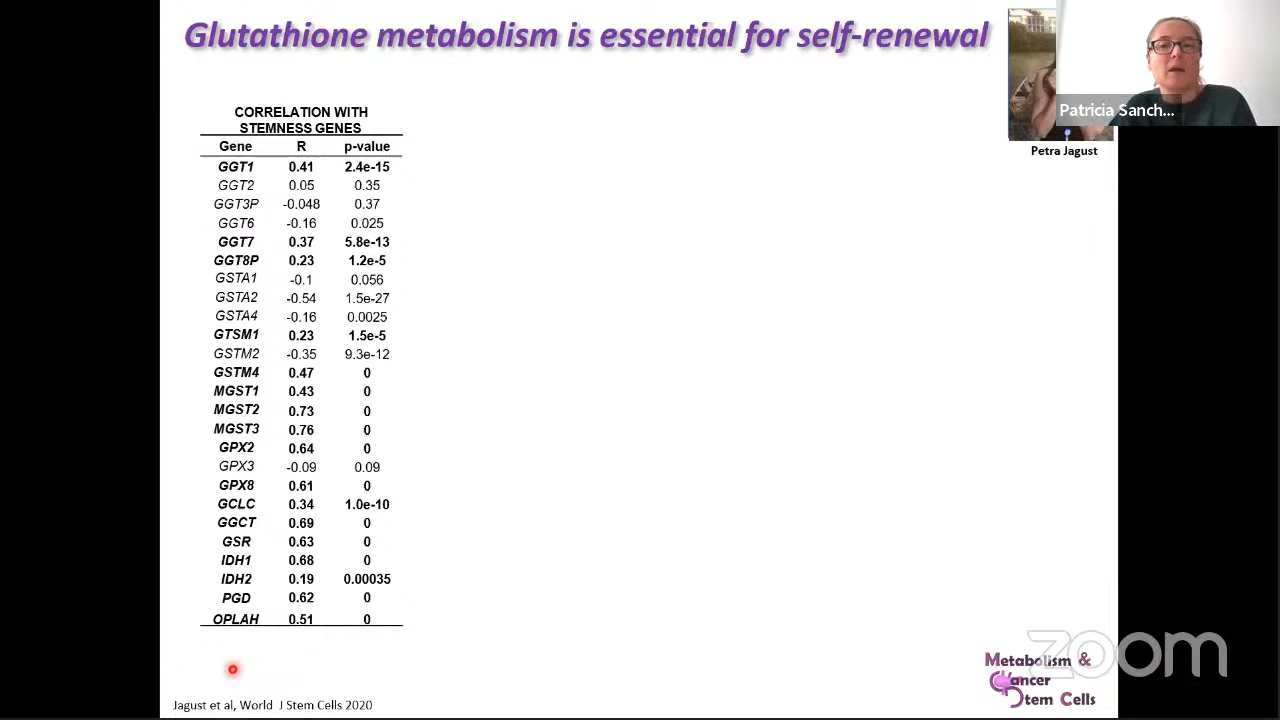 Glutathione metabolism is essential for self-renewal
Patricia Sanch...
Petra Jagust
CORRELATION WITH
STEMNESS GENES
Gene R p-value
GGT1 0.41 2.4e-15
GGT2 0.05 0.35
GGT3P -0.048 0.37
GGT6 -0.16 0.025
GGT7 0.37 5.8e-13
GGT8P 0.23 1.2e-5
GSTA1 -0.1 0.056
GSTA2 -0.54 1.5e-27
GSTA4 -0.16 0.0025
GTSM1 0.23 1.5e-5
GSTM2 -0.35 9.3e-12
GSTM4 0.47 0
MGST1 0.43 0
MGST2 0.73 0
MGST3 0.76 0
GPX2 0.64 0
GPX3 -0.09 0.09
GPX8 0.61 0
GCLC 0.34 1.0e-10
GGCT 0.69 0
GSR 0.63 0
IDH1 0.68 0
IDH2 0.19 0.00035
PGD 0.62 0
OPLAH 0.51 0
zoom
Metabolism &
Cancer
Stem Cells
Jagust et al, World J Stem Cells 2020